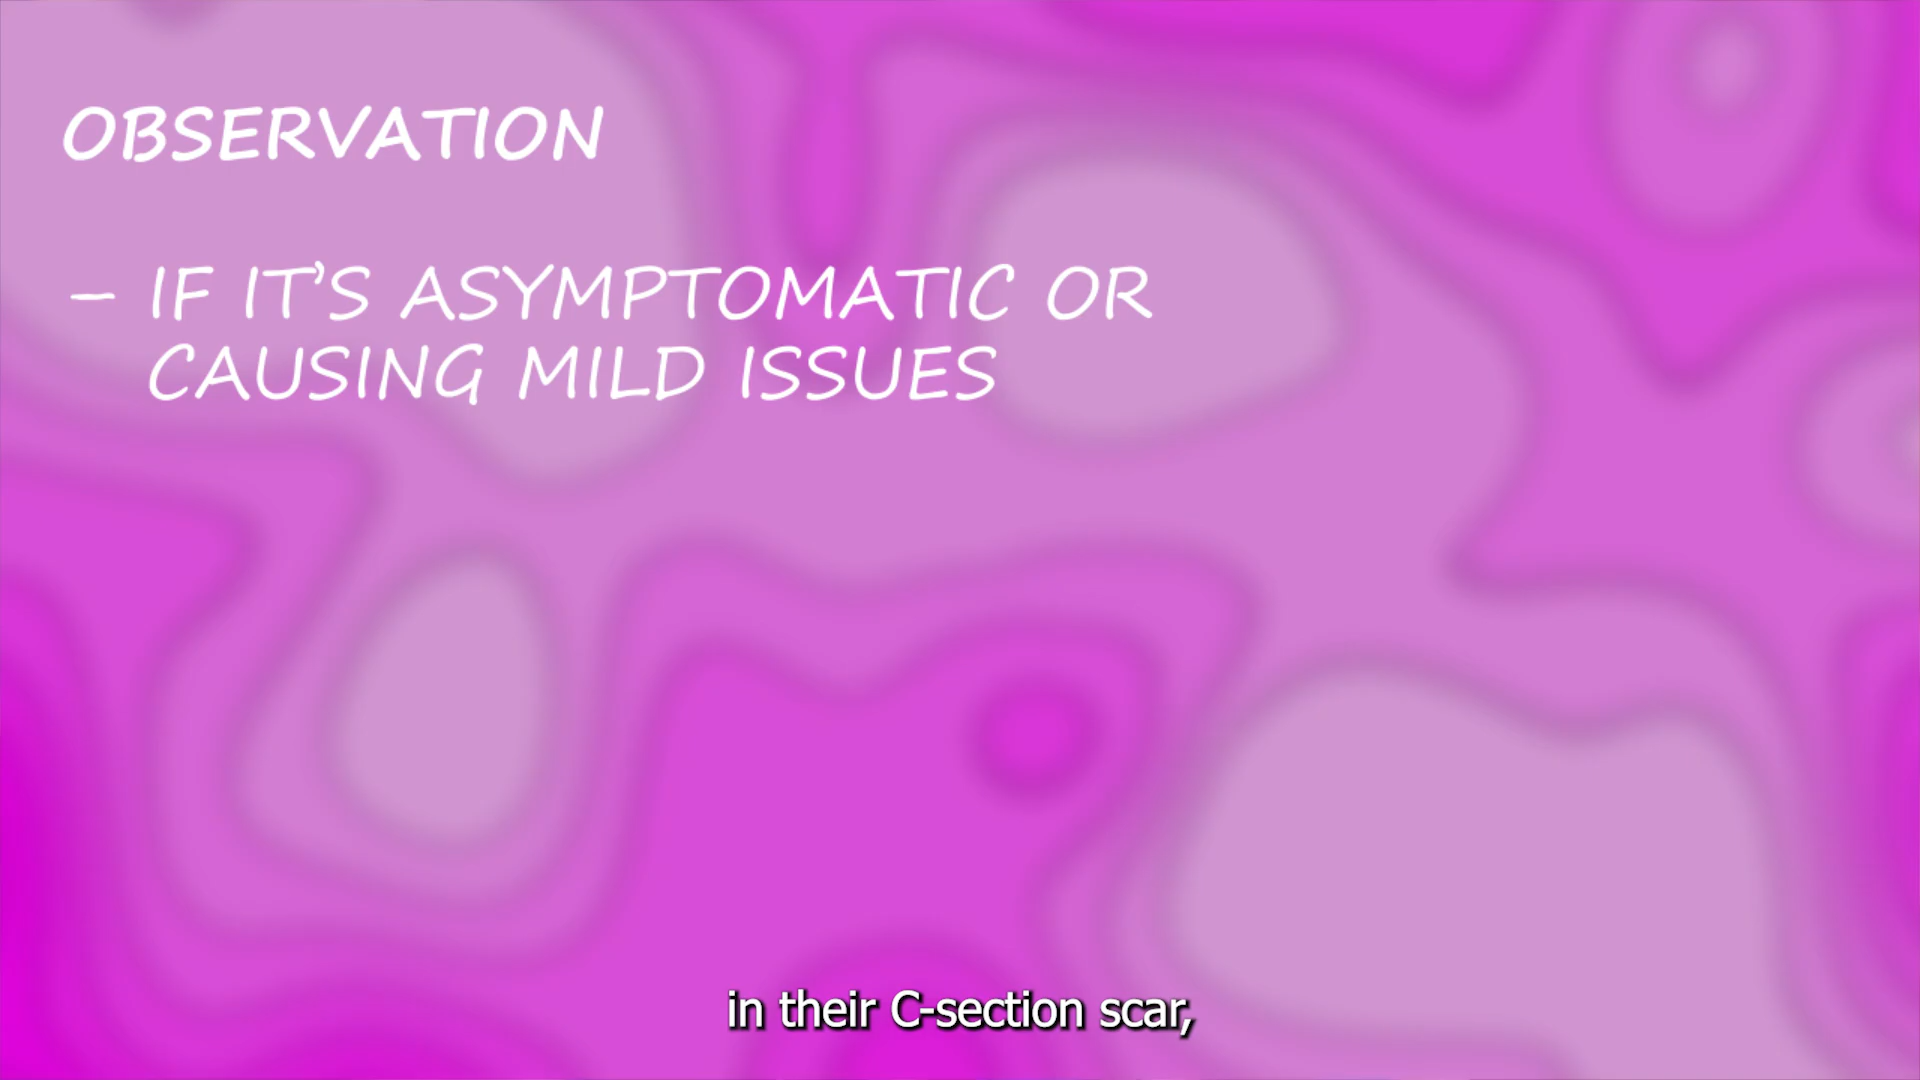 OBSERVATION
– IF IT'S ASYMPTOMATIC OR
CAUSING MILD ISSUES
in their C-section scar,